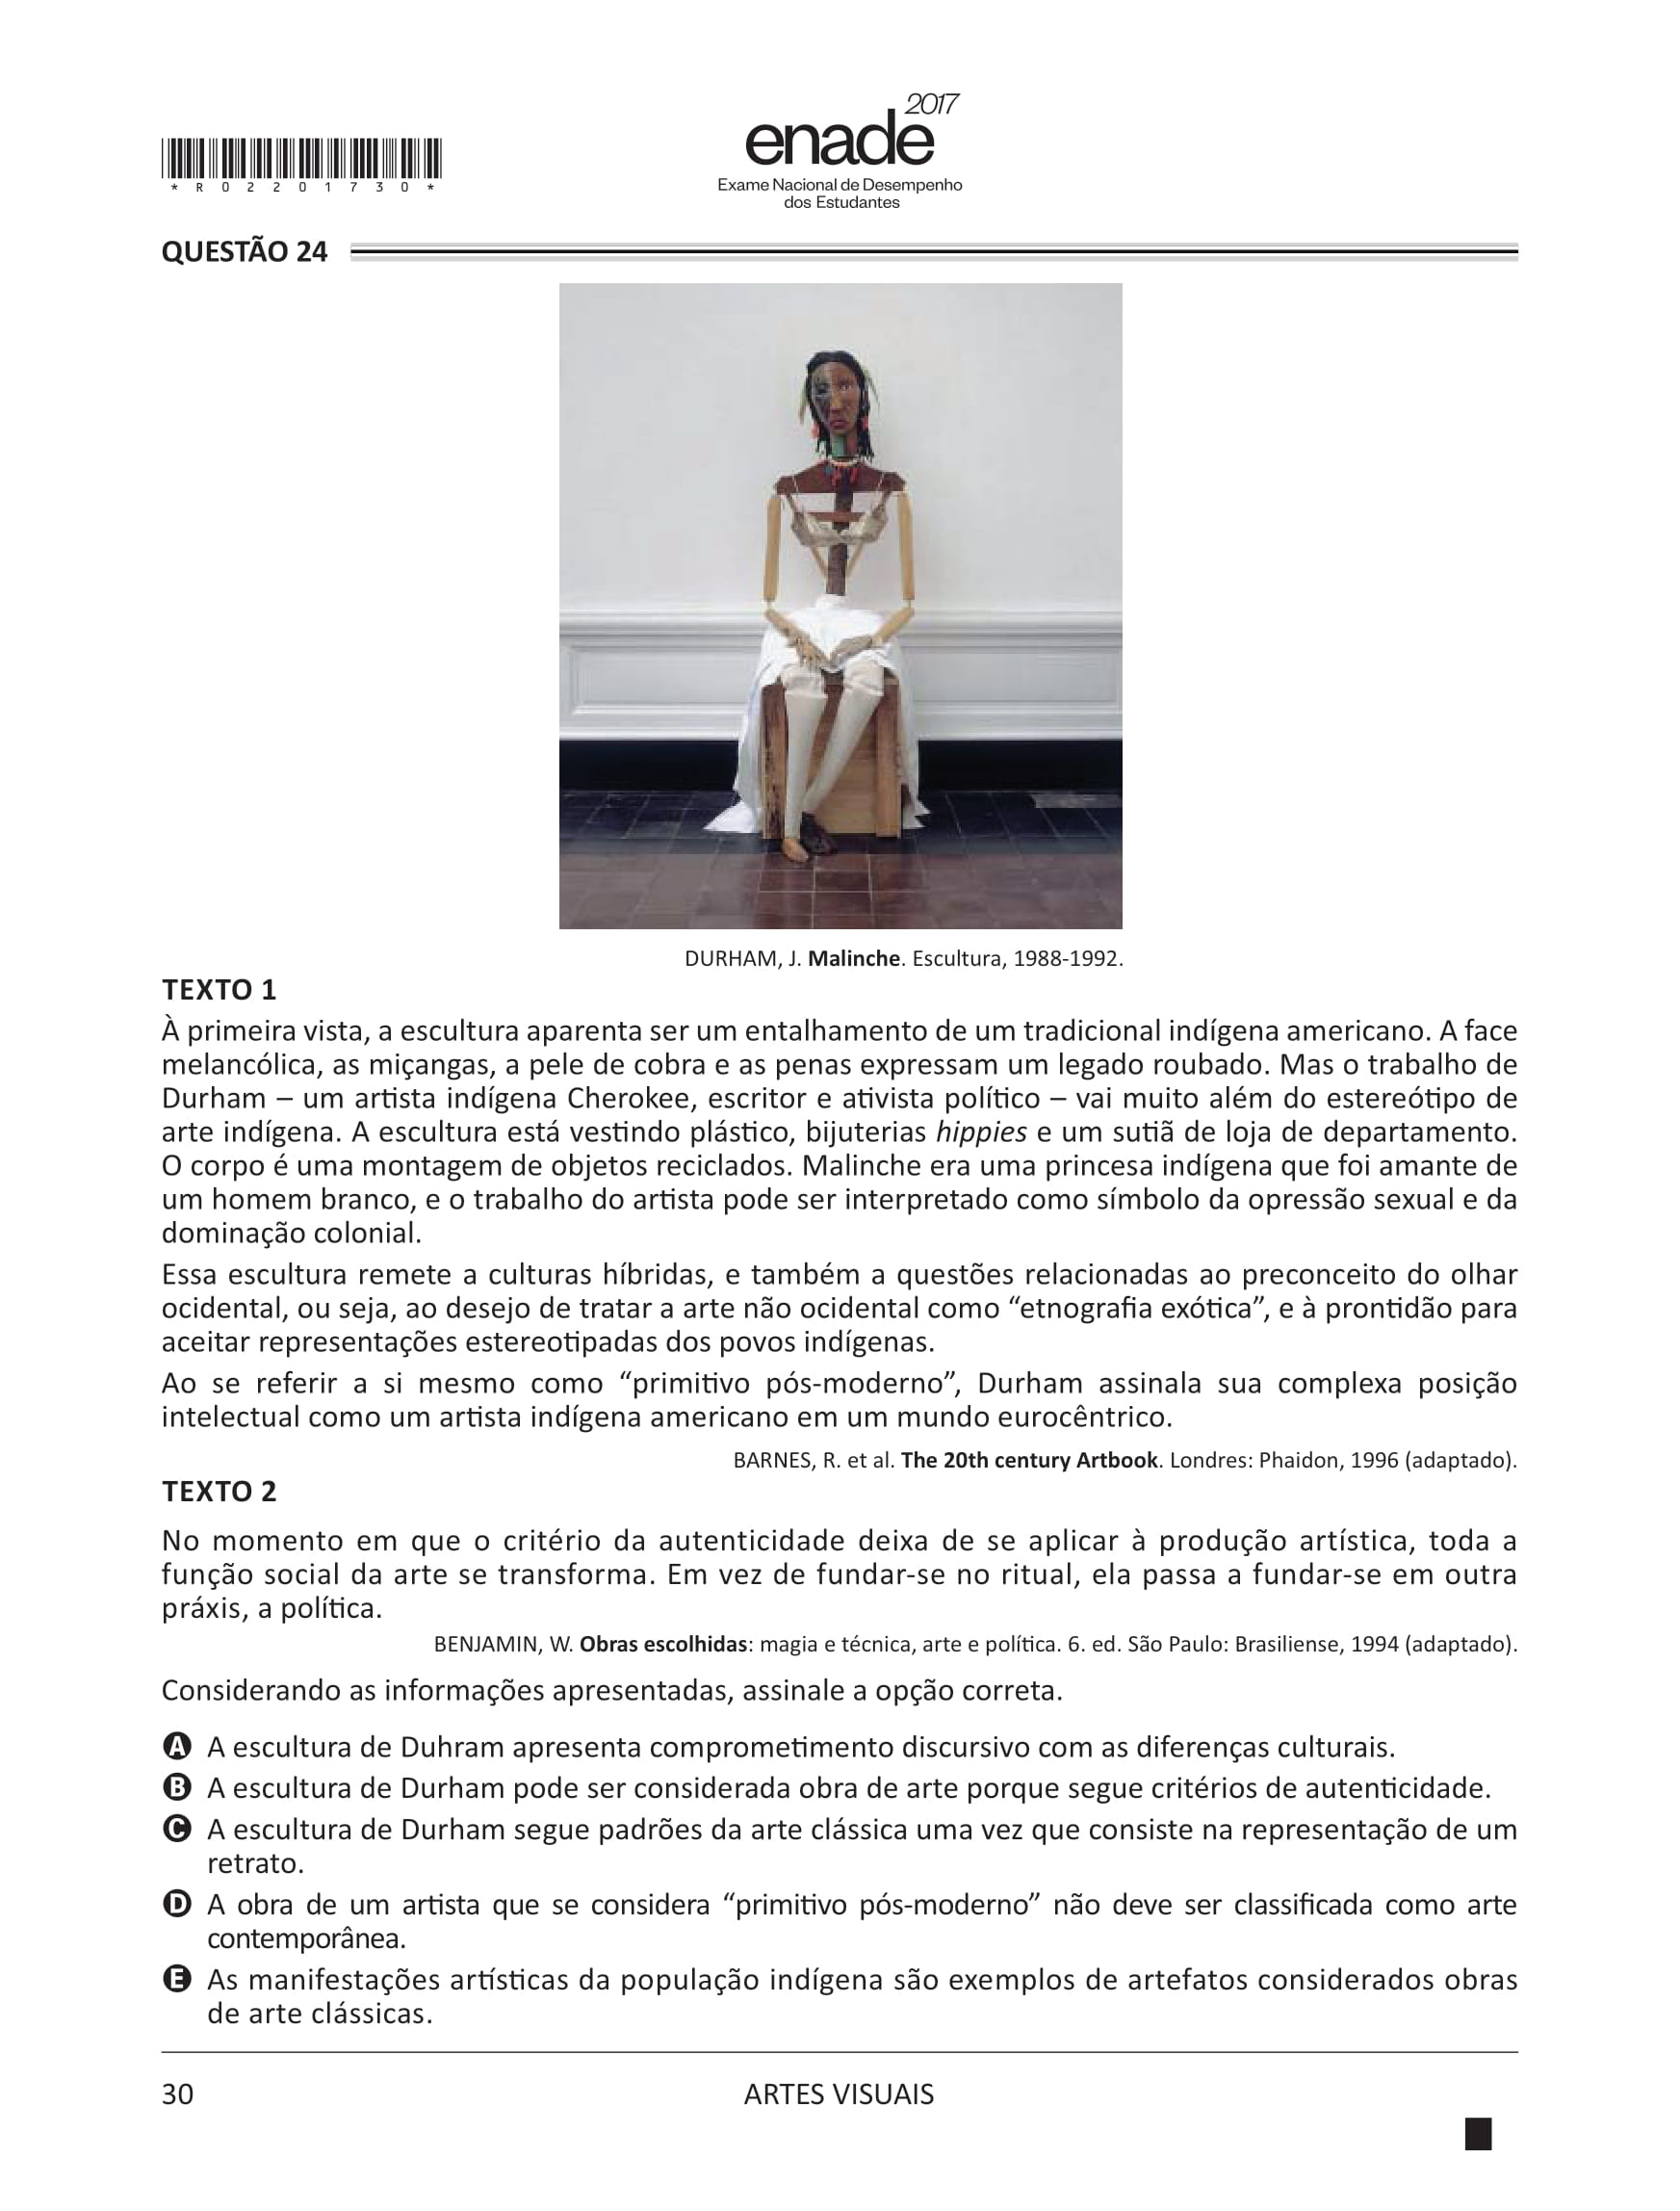 2017
enade
Exame Nacional de Desempenho
dos Estudantes
*R02201730*
QUESTÃO 24
DURHAM, J. Malinche. Escultura, 1988-1992.
TEXTO 1
À primeira vista, a escultura aparenta ser um entalhamento de um tradicional indígena americano. A face
melancólica, as miçangas, a pele de cobra e as penas expressam um legado roubado. Mas o trabalho de
Durham – um artista indígena Cherokee, escritor e ativista político – vai muito além do estereótipo de
arte indígena. A escultura está vestindo plástico, bijuterias hippies e um sutiã de loja de departamento.
O corpo é uma montagem de objetos reciclados. Malinche era uma princesa indígena que foi amante de
um homem branco, e o trabalho do artista pode ser interpretado como símbolo da opressão sexual e da
dominação colonial.
Essa escultura remete a culturas híbridas, e também a questões relacionadas ao preconceito do olhar
ocidental, ou seja, ao desejo de tratar a arte não ocidental como “etnografia exótica”, e à prontidão para
aceitar representações estereotipadas dos povos indígenas.
Ao se referir a si mesmo como “primitivo pós-moderno”, Durham assinala sua complexa posição
intelectual como um artista indígena americano em um mundo eurocêntrico.
BARNES, R. et al. The 20th century Artbook. Londres: Phaidon, 1996 (adaptado).
TEXTO 2
No momento em que o critério da autenticidade deixa de se aplicar à produção artística, toda a
função social da arte se transforma. Em vez de fundar-se no ritual, ela passa a fundar-se em outra
práxis, a política.
BENJAMIN, W. Obras escolhidas: magia e técnica, arte e política. 6. ed. São Paulo: Brasiliense, 1994 (adaptado).
Considerando as informações apresentadas, assinale a opção correta.
A A escultura de Duhram apresenta comprometimento discursivo com as diferenças culturais.
B A escultura de Durham pode ser considerada obra de arte porque segue critérios de autenticidade.
C A escultura de Durham segue padrões da arte clássica uma vez que consiste na representação de um
retrato.
D A obra de um artista que se considera “primitivo pós-moderno” não deve ser classificada como arte
contemporânea.
E As manifestações artísticas da população indígena são exemplos de artefatos considerados obras
de arte clássicas.
30
ARTES VISUAIS